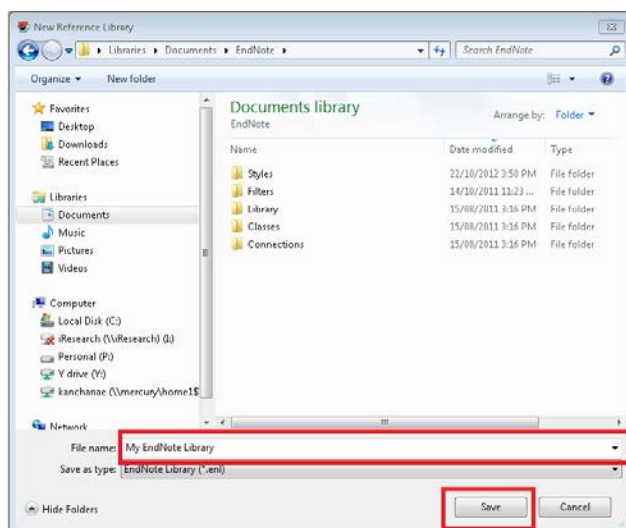 New Reference Library
Libraries ▸ Documents ▸ EndNote ▸
Search EndNote
Organize
New folder
Favorites
Desktop
Downloads
Recent Places
Libraries
Documents
Music
Pictures
Videos
Computer
Local Disk (C:)
iResearch (\\iResearch) (I:)
Personal (P:)
Y drive (Y:)
kanchanae (\\mercury\home1$
Network
Documents library
EndNote
Arrange by: Folder
Name Date modified Type
Styles 22/10/2012 3:50 PM File folder
Filters 14/10/2011 11:23 ... File folder
Library 15/08/2011 3:16 PM File folder
Classes 15/08/2011 3:16 PM File folder
Connections 15/08/2011 3:16 PM File folder
File name: My EndNote Library
Save as type: EndNote Library (*.enl)
Hide Folders
Save
Cancel